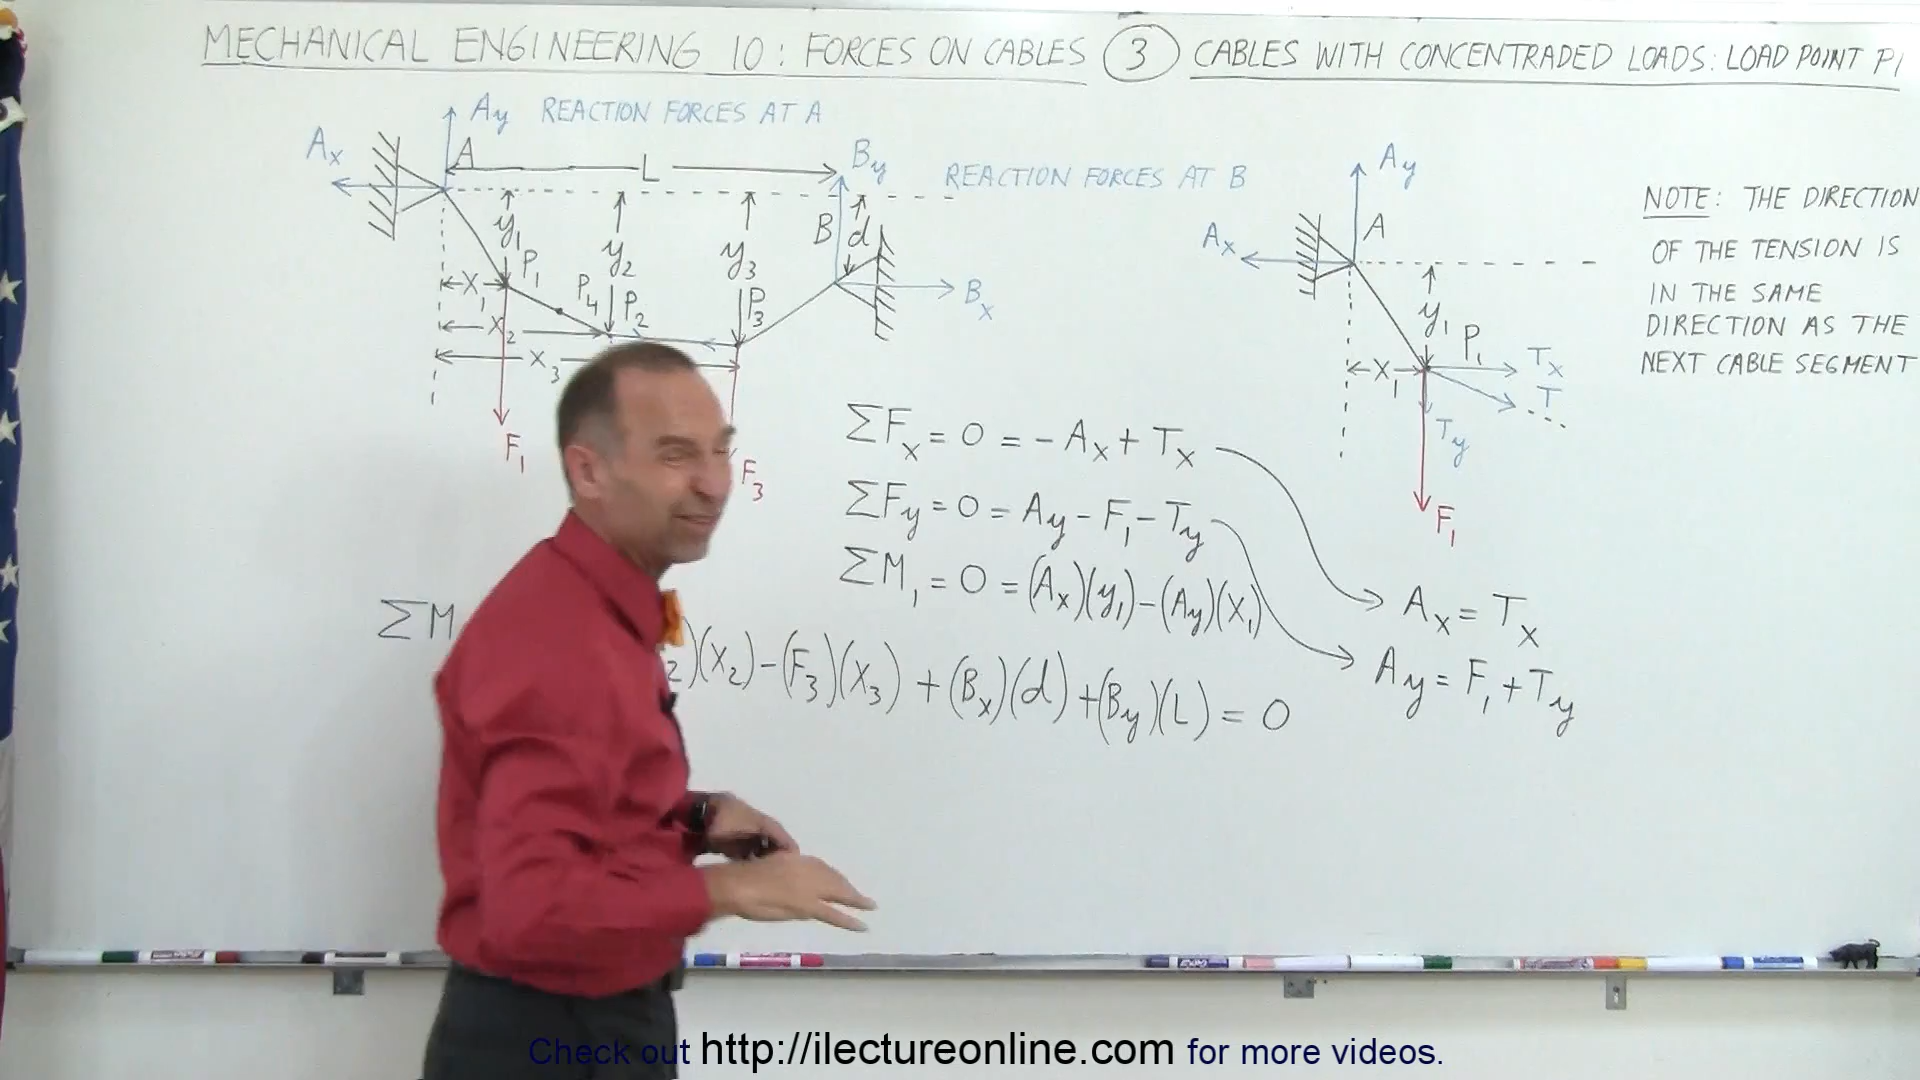 MECHANICAL ENGINEERING 10: FORCES ON CABLES (3) CABLES WITH CONCENTRADED LOADS: LOAD POINT P1
Ay REACTION FORCES AT A
Ax
A
L
By
REACTION FORCES AT B
B
d
Bx
y₁
y₂
y₃
P₁
P₄
P₂
P₃
x₁
x₂
x₃
F₁
F₃
Ay
Ax
A
y₁
P₁
x₁
Tx
T
Ty
F₁
NOTE: THE DIRECTION
OF THE TENSION IS
IN THE SAME
DIRECTION AS THE
NEXT CABLE SEGMENT
ΣFx = 0 = -Ax + Tx
ΣFy = 0 = Ay - F₁ - Ty
ΣM₁ = 0 = (Ax)(y₁) - (Ay)(x₁)
Ax = Tx
Ay = F₁ + Ty
ΣM
₂)(x₂) - (F₃)(x₃) + (Bx)(d) + (By)(L) = 0
Check out http://ilectureonline.com for more videos.